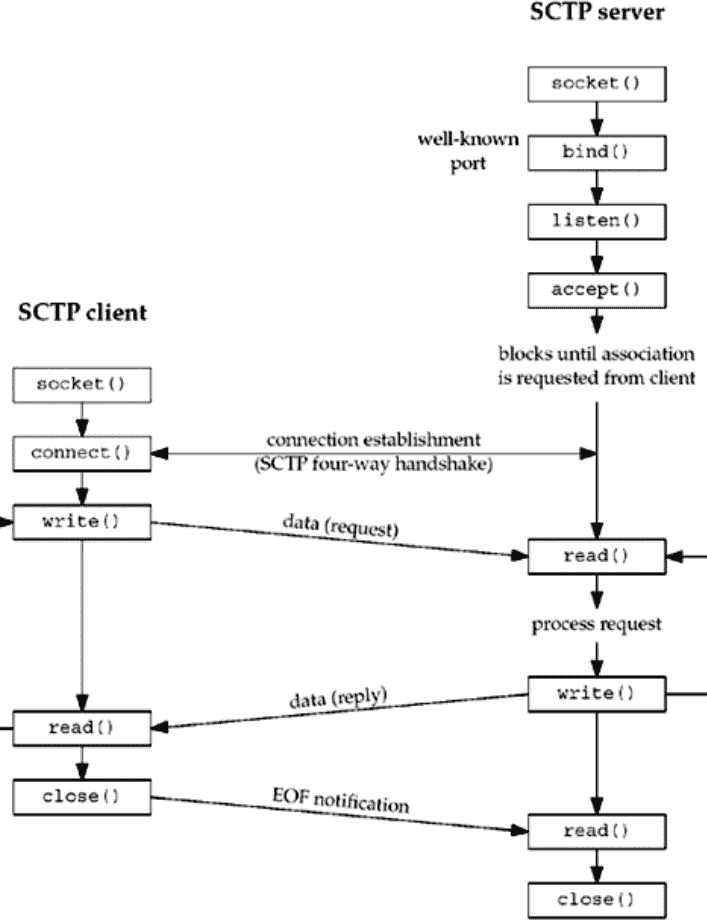 SCTP server
socket()
well-known
port
bind()
listen()
accept()
blocks until association
is requested from client
SCTP client
socket()
connect()
connection establishment
(SCTP four-way handshake)
write()
data (request)
read()
process request
write()
data (reply)
read()
close()
EOF notification
read()
close()